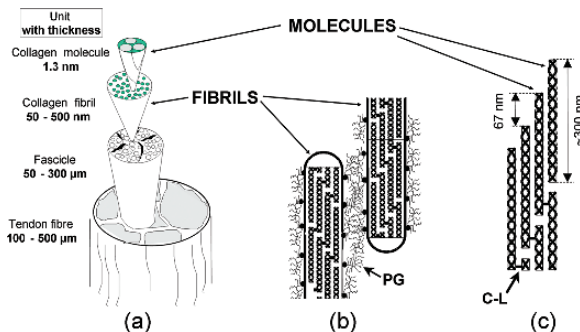 Unit
with thickness
Collagen molecule
1.3 nm
Collagen fibril
50 - 500 nm
Fascicle
50 - 300 µm
Tendon fibre
100 - 500 µm
MOLECULES
FIBRILS
PG
67 nm
~300 nm
C-L
(a)
(b)
(c)